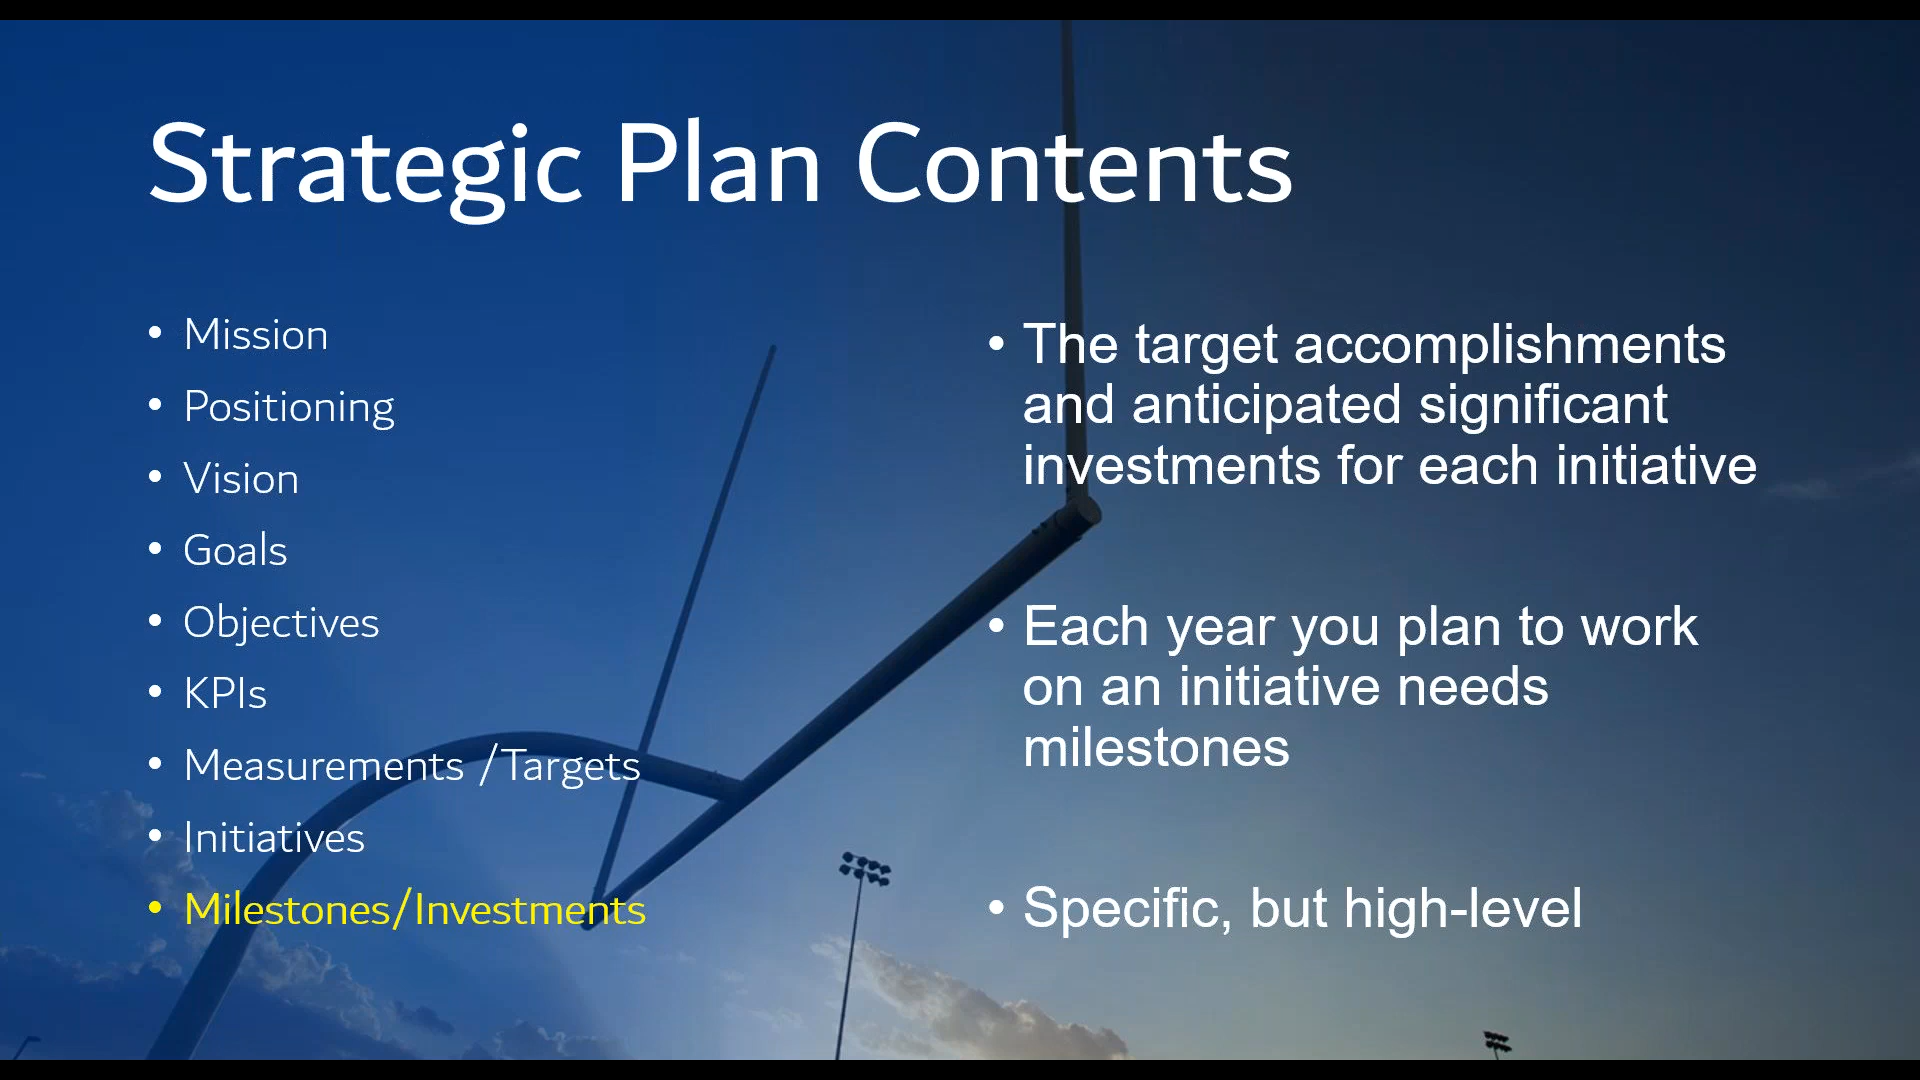 Strategic Plan Contents
• Mission
• Positioning
• Vision
• Goals
• Objectives
• KPIs
• Measurements /Targets
• Initiatives
• Milestones/Investments
• The target accomplishments
and anticipated significant
investments for each initiative
• Each year you plan to work
on an initiative needs
milestones
• Specific, but high-level